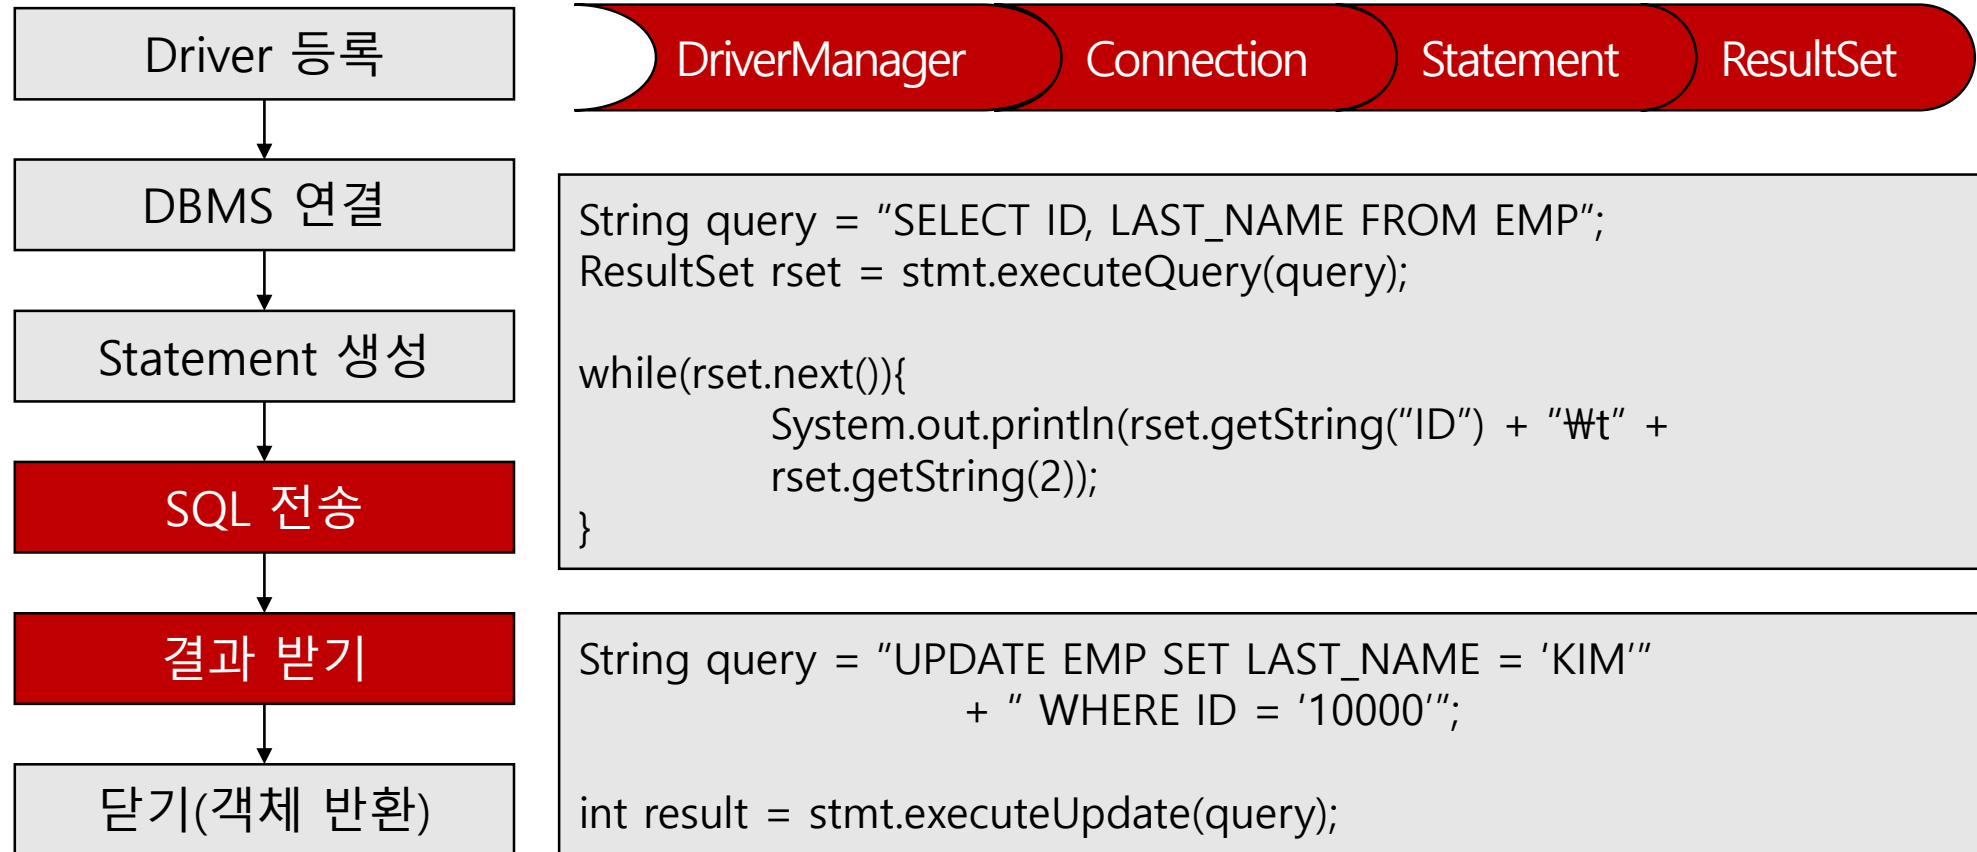 Driver 등록
DBMS 연결
Statement 생성
SQL 전송
결과 받기
닫기(객체 반환)
DriverManager
Connection
Statement
ResultSet
String query = "SELECT ID, LAST_NAME FROM EMP";
ResultSet rset = stmt.executeQuery(query);
while(rset.next()){
System.out.println(rset.getString("ID") + "₩t" +
rset.getString(2));
}
String query = "UPDATE EMP SET LAST_NAME = 'KIM'"
+ " WHERE ID = '10000'";
int result = stmt.executeUpdate(query);